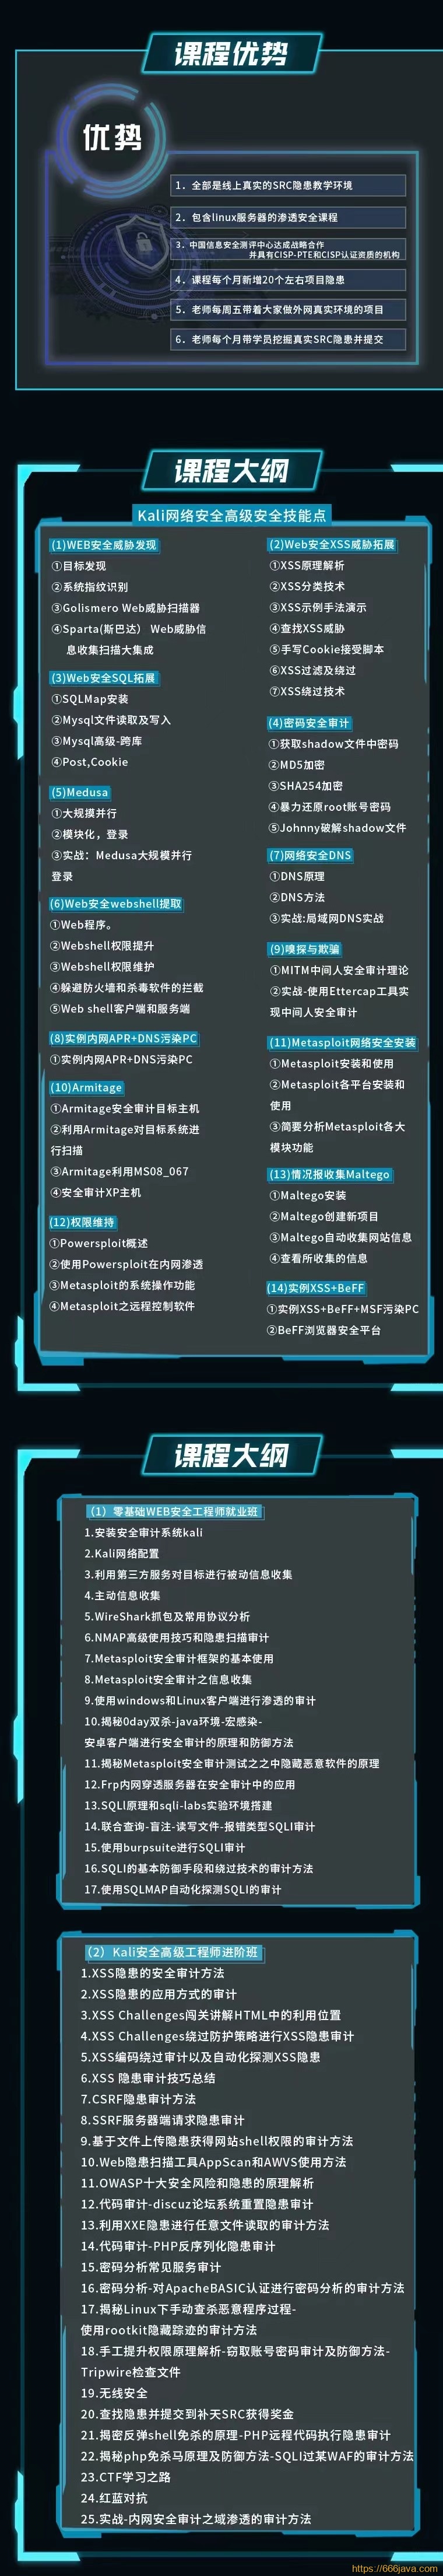 课程优势
优势
1. 全部是线上真实的SRC隐患教学环境
2. 包含linux服务器的渗透安全课程
3. 中国信息安全测评中心达成战略合作
并具有CISP-PTE和CISP认证资质的机构
4. 课程每个月新增20个左右项目隐患
5. 老师每周五带着大家做外网真实环境的项目
6. 老师每个月带学员挖掘真实SRC隐患并提交
课程大纲
Kali网络安全高级安全技能点
(1)WEB安全威胁发现
①目标发现
②系统指纹识别
③Golismero Web威胁扫描器
④Sparta(斯巴达） Web威胁信
息收集扫描大集成
(3)Web安全SQL拓展
①SQLMap安装
②Mysql文件读取及写入
③Mysql高级-跨库
④Post,Cookie
(5)Medusa
①大规摸并行
②模块化，登录
③实战：Medusa大规模并行
登录
(6)Web安全webshell提取
①Web程序。
②Webshell权限提升
③Webshell权限维护
④躲避防火墙和杀毒软件的拦截
⑤Web shell客户端和服务端
(8)实例内网APR+DNS污染PC
①实例内网APR+DNS污染PC
(10)Armitage
①Armitage安全审计目标主机
②利用Armitage对目标系统进
行扫描
③Armitage利用MS08_067
④安全审计XP主机
(12)权限维持
①Powersploit概述
②使用Powersploit在内网渗透
③Metasploit的系统操作功能
④Metasploit之远程控制软件
(2)Web安全XSS威胁拓展
①XSS原理解析
②XSS分类技术
③XSS示例手法演示
④查找XSS威胁
⑤手写Cookie接受脚本
⑥XSS过滤及绕过
⑦XSS绕过技术
(4)密码安全审计
①获取shadow文件中密码
②MD5加密
③SHA254加密
④暴力还原root账号密码
⑤Johnny破解shadow文件
(7)网络安全DNS
①DNS原理
②DNS方法
③实战:局域网DNS实战
(9)嗅探与欺骗
①MITM中间人安全审计理论
②实战-使用Ettercap工具实
现中间人安全审计
(11)Metasploit网络安全安装
①Metasploit安装和使用
②Metasploit各平台安装和
使用
③简要分析Metasploit各大
模块功能
(13)情况报收集Maltego
①Maltego安装
②Maltego创建新项目
③Maltego自动收集网站信息
④查看所收集的信息
(14)实例XSS+BeFF
①实例XSS+BeFF+MSF污染PC
②BeFF浏览器安全平台
课程大纲
（1）零基础WEB安全工程师就业班
1.安装安全审计系统kali
2.Kali网络配置
3.利用第三方服务对目标进行被动信息收集
4.主动信息收集
5.WireShark抓包及常用协议分析
6.NMAP高级使用技巧和隐患扫描审计
7.Metasploit安全审计框架的基本使用
8.Metasploit安全审计之信息收集
9.使用windows和Linux客户端进行渗透的审计
10.揭秘0day双杀-java环境-宏感染-
安卓客户端进行安全审计的原理和防御方法
11.揭秘Metasploit安全审计测试之之中隐藏恶意软件的原理
12.Frp内网穿透服务器在安全审计中的应用
13.SQLI原理和sqli-labs实验环境搭建
14.联合查询-盲注-读写文件-报错类型SQLI审计
15.使用burpsuite进行SQLI审计
16.SQLI的基本防御手段和绕过技术的审计方法
17.使用SQLMAP自动化探测SQLI的审计
（2）Kali安全高级工程师进阶班
1.XSS隐患的安全审计方法
2.XSS隐患的应用方式的审计
3.XSS Challenges闯关讲解HTML中的利用位置
4.XSS Challenges绕过防护策略进行XSS隐患审计
5.XSS编码绕过审计以及自动化探测XSS隐患
6.XSS 隐患审计技巧总结
7.CSRF隐患审计方法
8.SSRF服务器端请求隐患审计
9.基于文件上传隐患获得网站shell权限的审计方法
10.Web隐患扫描工具AppScan和AWVS使用方法
11.OWASP十大安全风险和隐患的原理解析
12.代码审计-discuz论坛系统重置隐患审计
13.利用XXE隐患进行任意文件读取的审计方法
14.代码审计-PHP反序列化隐患审计
15.密码分析常见服务审计
16.密码分析-对ApacheBASIC认证进行密码分析的审计方法
17.揭秘Linux下手动查杀恶意程序过程-
使用rootkit隐藏踪迹的审计方法
18.手工提升权限原理解析-窃取账号密码审计及防御方法-
Tripwire检查文件
19.无线安全
20.查找隐患并提交到补天SRC获得奖金
21.揭密反弹shell免杀的原理-PHP远程代码执行隐患审计
22.揭秘php免杀马原理及防御方法-SQLI过某WAF的审计方法
23.CTF学习之路
24.红蓝对抗
25.实战-内网安全审计之域渗透的审计方法
https://666java.com